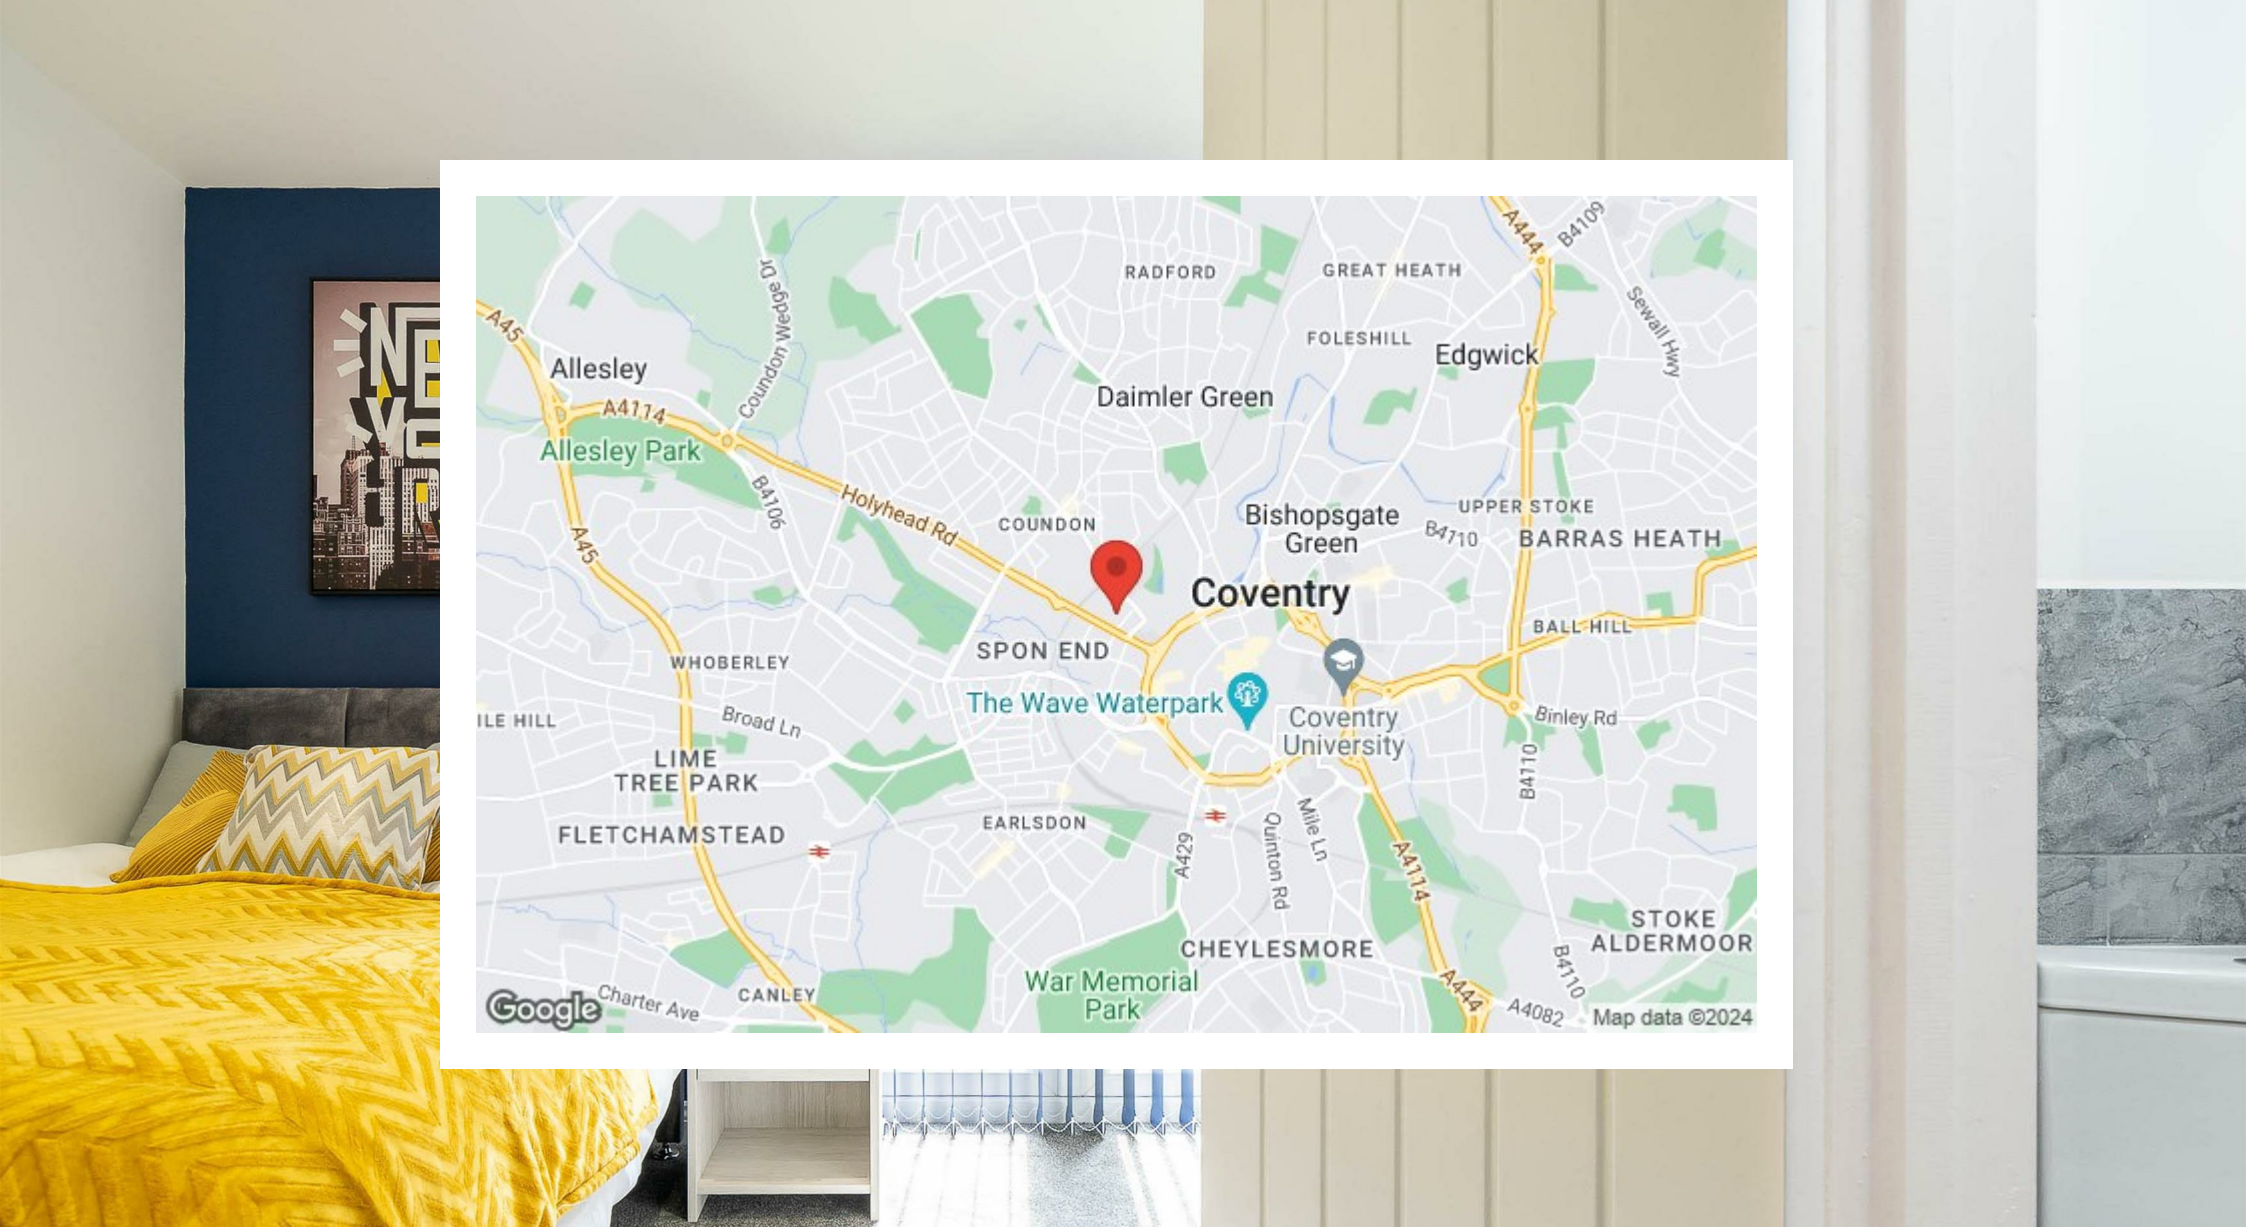 A444
B4109
RADFORD
GREAT HEATH
Coundon Wedge Dr
Sewall Hwy
A45
FOLESHILL
Edgwick
Allesley
Daimler Green
A4114
Allesley Park
B4106
Holyhead Rd
COUNDON
Bishopsgate
Green
UPPER STOKE
B4710
BARRAS HEATH
A45
Coventry
BALL HILL
SPON END
WHOBERLEY
The Wave Waterpark
Coventry
University
ILE HILL
Broad Ln
Binley Rd
LIME
TREE PARK
B4110
FLETCHAMSTEAD
EARLSDON
A429
Quinton Rd
Mile Ln
A4114
STOKE
ALDERMOOR
CHEYLESMORE
War Memorial
Park
B4110
CANLEY
Charter Ave
A444
A4082
Google
Map data ©2024